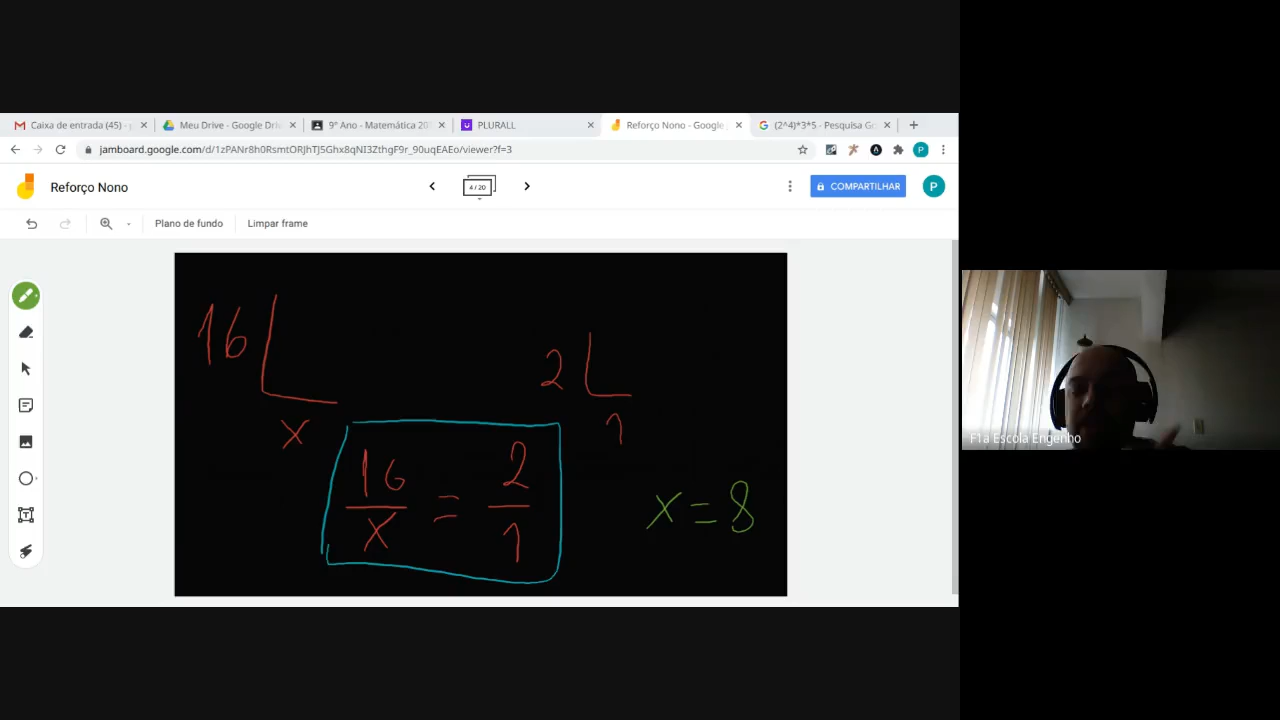 Caixa de entrada (45) -
Meu Drive - Google Dri
9º Ano - Matemática 20
PLURALL
Reforço Nono - Google
(2^4)*3*5 - Pesquisa Go
jamboard.google.com/d/1zPANr8h0RsmtORJhTJ5Ghx8qNI3ZthgF9r_90uqEAEo/viewer?f=3
P
Reforço Nono
4 / 20
COMPARTILHAR
P
Plano de fundo
Limpar frame
16
x
2
1
16/x = 2/1
x = 8
F1a Escola Engenho